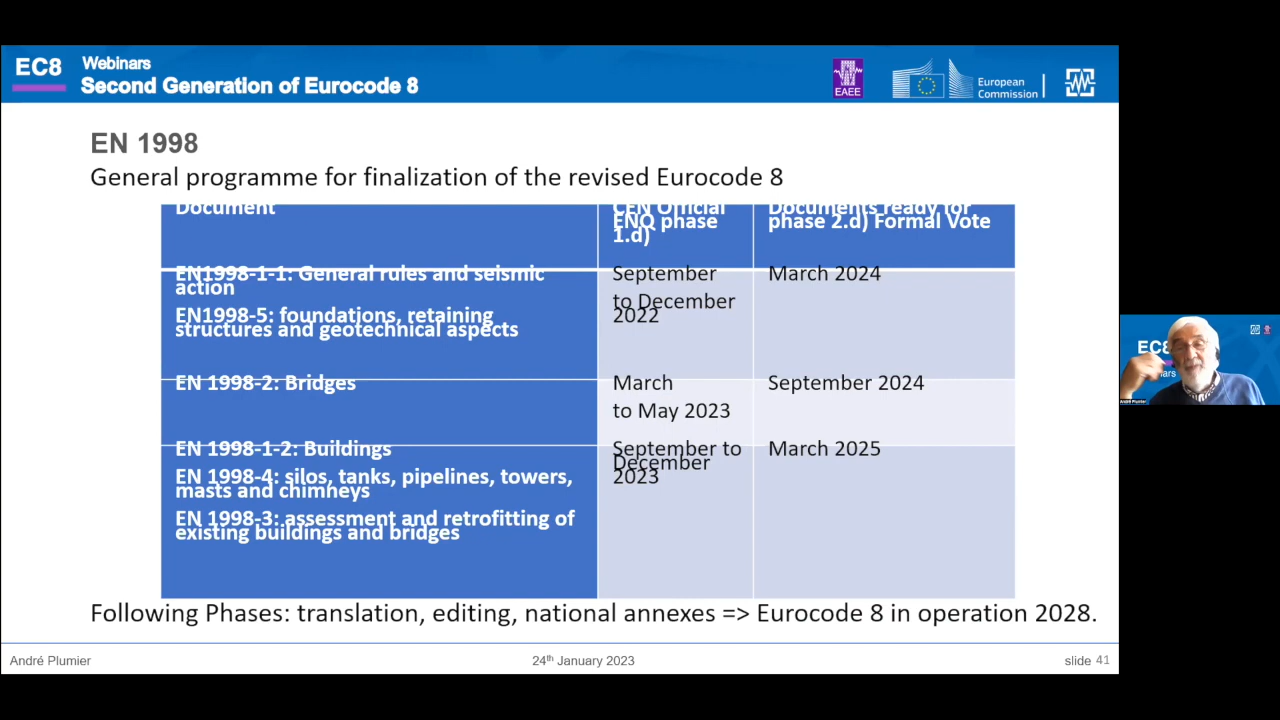 EC8
Webinars
Second Generation of Eurocode 8
EAEE
European
Commission
EN 1998
General programme for finalization of the revised Eurocode 8
Document
CEN Official
ENQ phase
1.d)
Documents ready for
phase 2.d) Formal Vote
EN1998-1-1: General rules and seismic
action
EN1998-5: foundations, retaining
structures and geotechnical aspects
September
to December
2022
March 2024
EN 1998-2: Bridges
March
to May 2023
September 2024
EN 1998-1-2: Buildings
EN 1998-4: silos, tanks, pipelines, towers,
masts and chimneys
EN 1998-3: assessment and retrofitting of
existing buildings and bridges
September to
December
2023
March 2025
Following Phases: translation, editing, national annexes => Eurocode 8 in operation 2028.
André Plumier
24th January 2023
slide 41
EC8
André Plumier